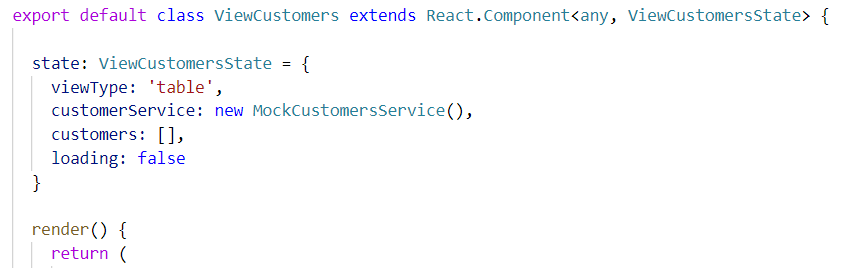 export default class ViewCustomers extends React.Component<any, ViewCustomersState> {
state: ViewCustomersState = {
viewType: 'table',
customerService: new MockCustomersService(),
customers: [],
loading: false
}
render() {
return (